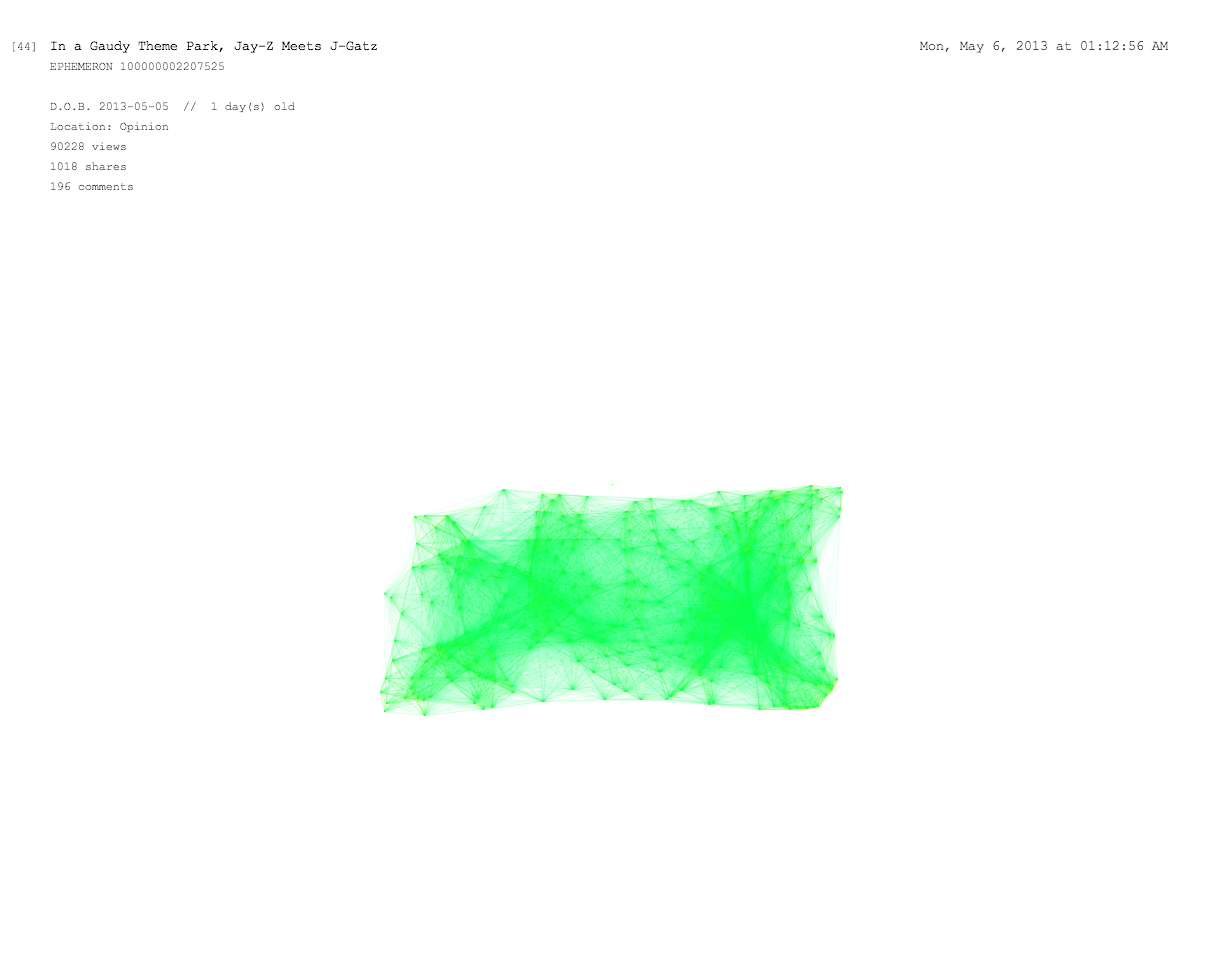 [44] In a Gaudy Theme Park, Jay-Z Meets J-Gatz
Mon, May 6, 2013 at 01:12:56 AM
EPHEMERON 100000002207525
D.O.B. 2013-05-05 // 1 day(s) old
Location: Opinion
90228 views
1018 shares
196 comments